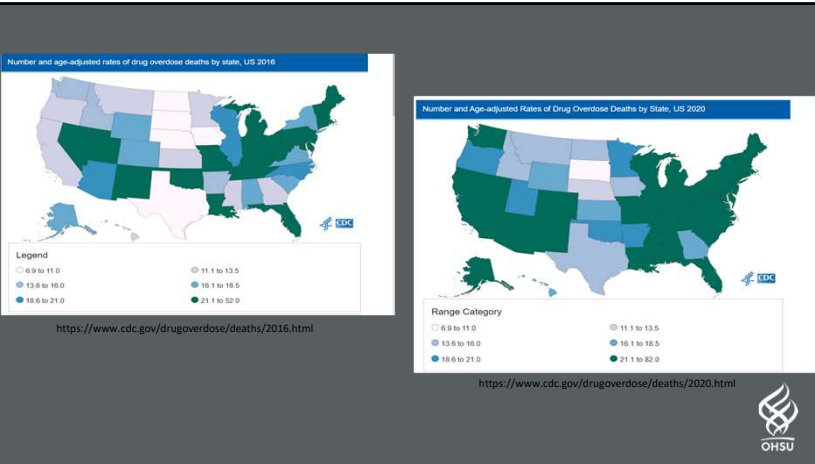 Number and age-adjusted rates of drug overdose deaths by state, US 2016
CDC
Legend
6.9 to 11.0
11.1 to 13.5
13.6 to 16.0
16.1 to 18.5
18.6 to 21.0
21.1 to 52.0
https://www.cdc.gov/drugoverdose/deaths/2016.html
Number and Age-adjusted Rates of Drug Overdose Deaths by State, US 2020
CDC
Range Category
6.9 to 11.0
11.1 to 13.5
13.6 to 16.0
16.1 to 18.5
18.6 to 21.0
21.1 to 82.0
https://www.cdc.gov/drugoverdose/deaths/2020.html
OHSU